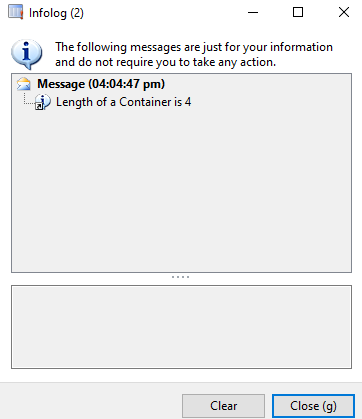 Infolog (2)
The following messages are just for your information
and do not require you to take any action.
Message (04:04:47 pm)
Length of a Container is 4
Clear
Close (g)